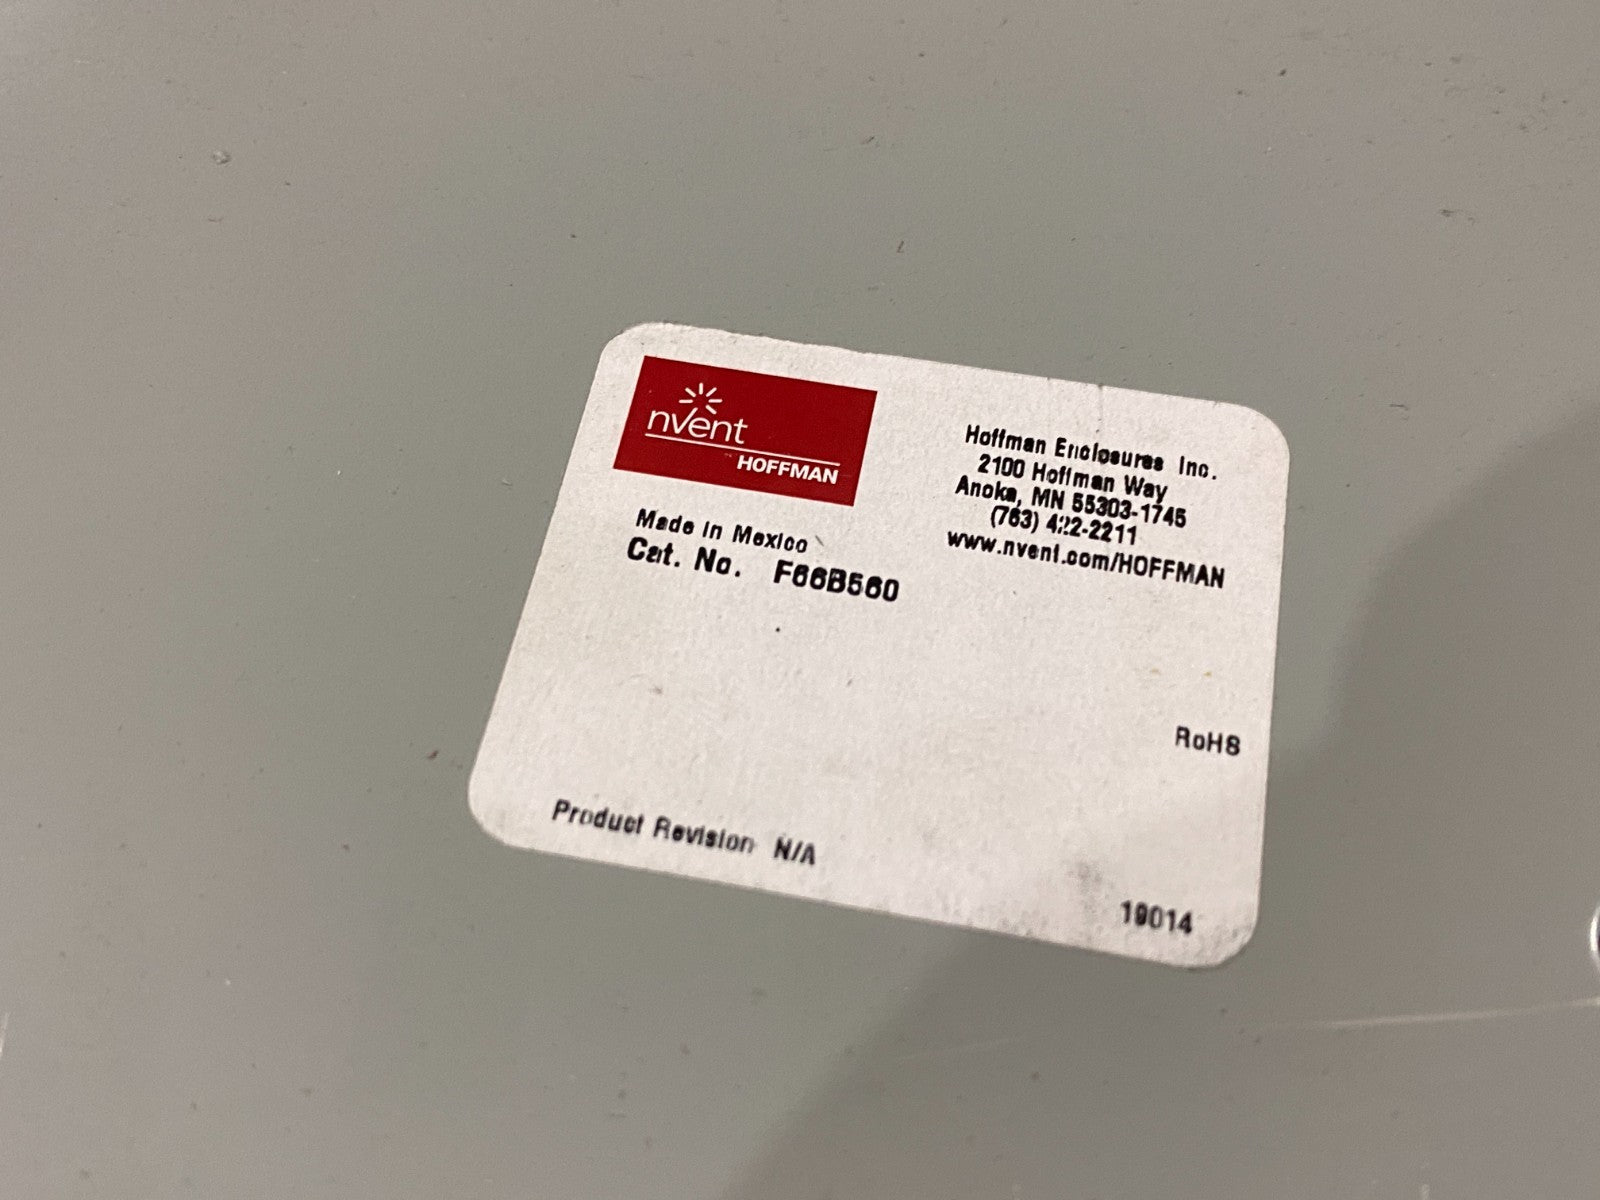 nvent
HOFFMAN
Hoffman Enclosures Inc.
2100 Hoffman Way
Anoka, MN 55303-1745
(763) 422-2211
www.nvent.com/HOFFMAN
Made in Mexico
Cat. No. F66B560
RoHS
Product Revision N/A
19014